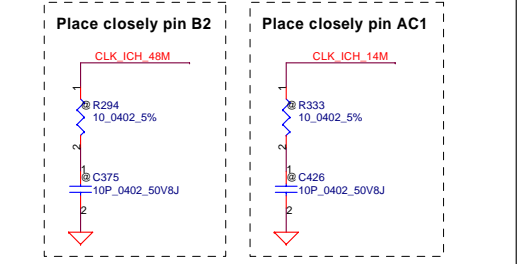 Place closely pin B2
CLK_ICH_48M
1
@ R294
10_0402_5%
2
1
@ C375
10P_0402_50V8J
2
Place closely pin AC1
CLK_ICH_14M
1
@ R333
10_0402_5%
2
1
@ C426
10P_0402_50V8J
2